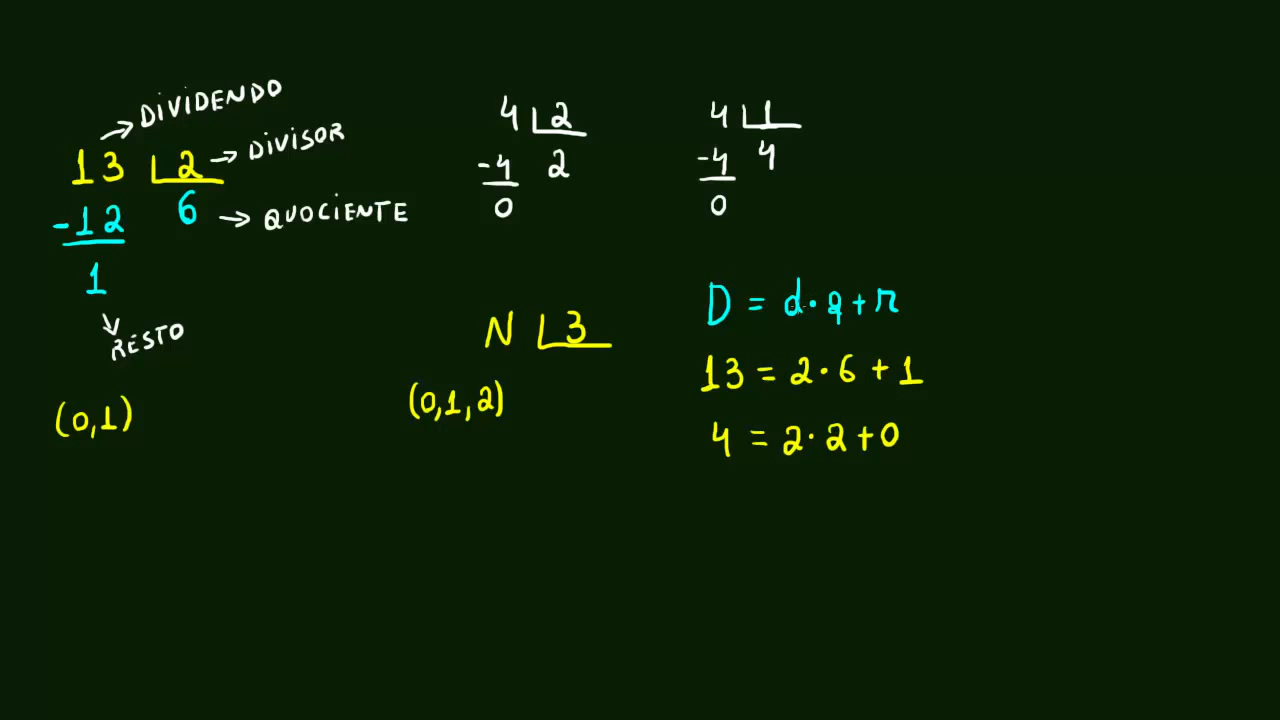 → DIVIDENDO
13 2 → DIVISOR
-12 6 → QUOCIENTE
1
↓
RESTO
(0,1)
4 2
-4 2
0
4 1
-4 4
0
N 3
(0,1,2)
D = d·q+r
13 = 2·6+1
4 = 2·2+0